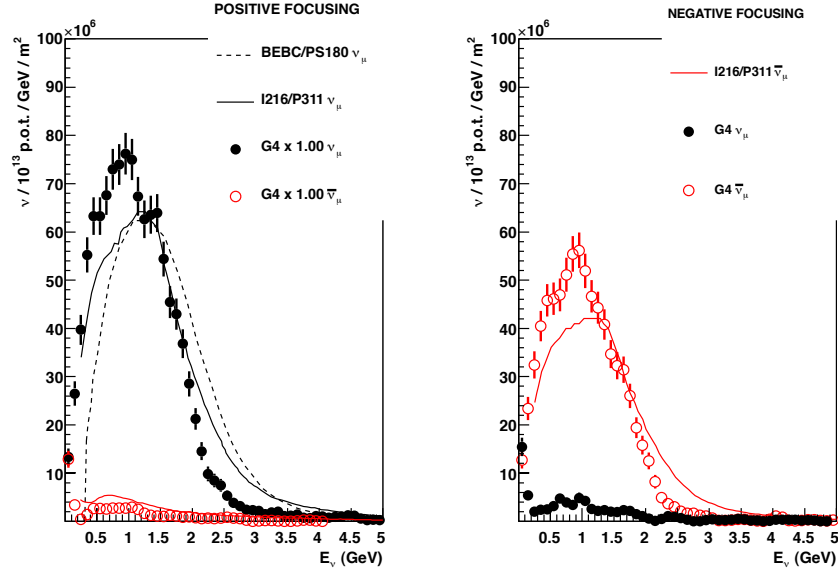 POSITIVE FOCUSING
×10⁶
100
90
80
70
60
50
40
30
20
10
ν / 10¹³ p.o.t. / GeV / m²
BEBC/PS180 ν_μ
I216/P311 ν_μ
G4 x 1.00 ν_μ
G4 x 1.00 ν̅_μ
0.5 1 1.5 2 2.5 3 3.5 4 4.5 5
E_ν (GeV)
NEGATIVE FOCUSING
×10⁶
100
90
80
70
60
50
40
30
20
10
ν / 10¹³ p.o.t. / GeV / m²
I216/P311 ν̅_μ
G4 ν_μ
G4 ν̅_μ
0.5 1 1.5 2 2.5 3 3.5 4 4.5 5
E_ν (GeV)